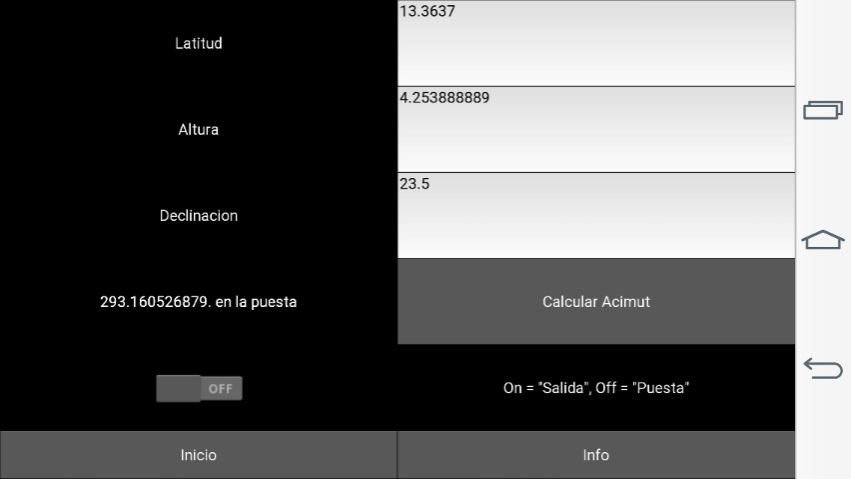 Latitud
13.3637
Altura
4.253888889
Declinacion
23.5
293.160526879. en la puesta
Calcular Acimut
OFF
On = "Salida", Off = "Puesta"
Inicio
Info